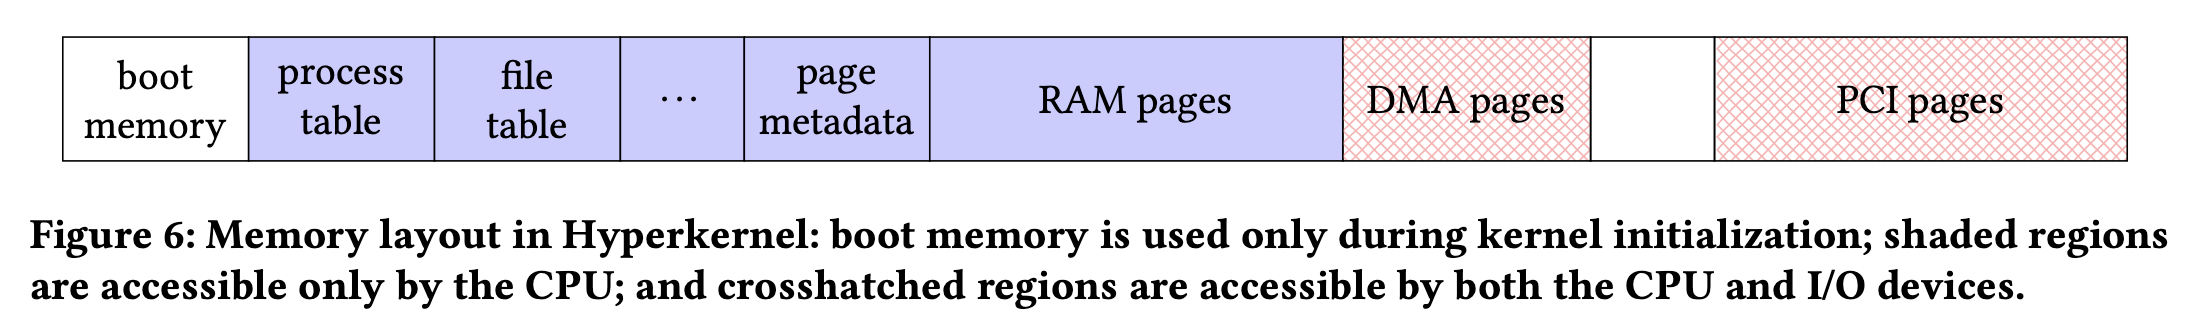 boot
memory
process
table
file
table
...
page
metadata
RAM pages
DMA pages
PCI pages
Figure 6: Memory layout in Hyperkernel: boot memory is used only during kernel initialization; shaded regions
are accessible only by the CPU; and crosshatched regions are accessible by both the CPU and I/O devices.